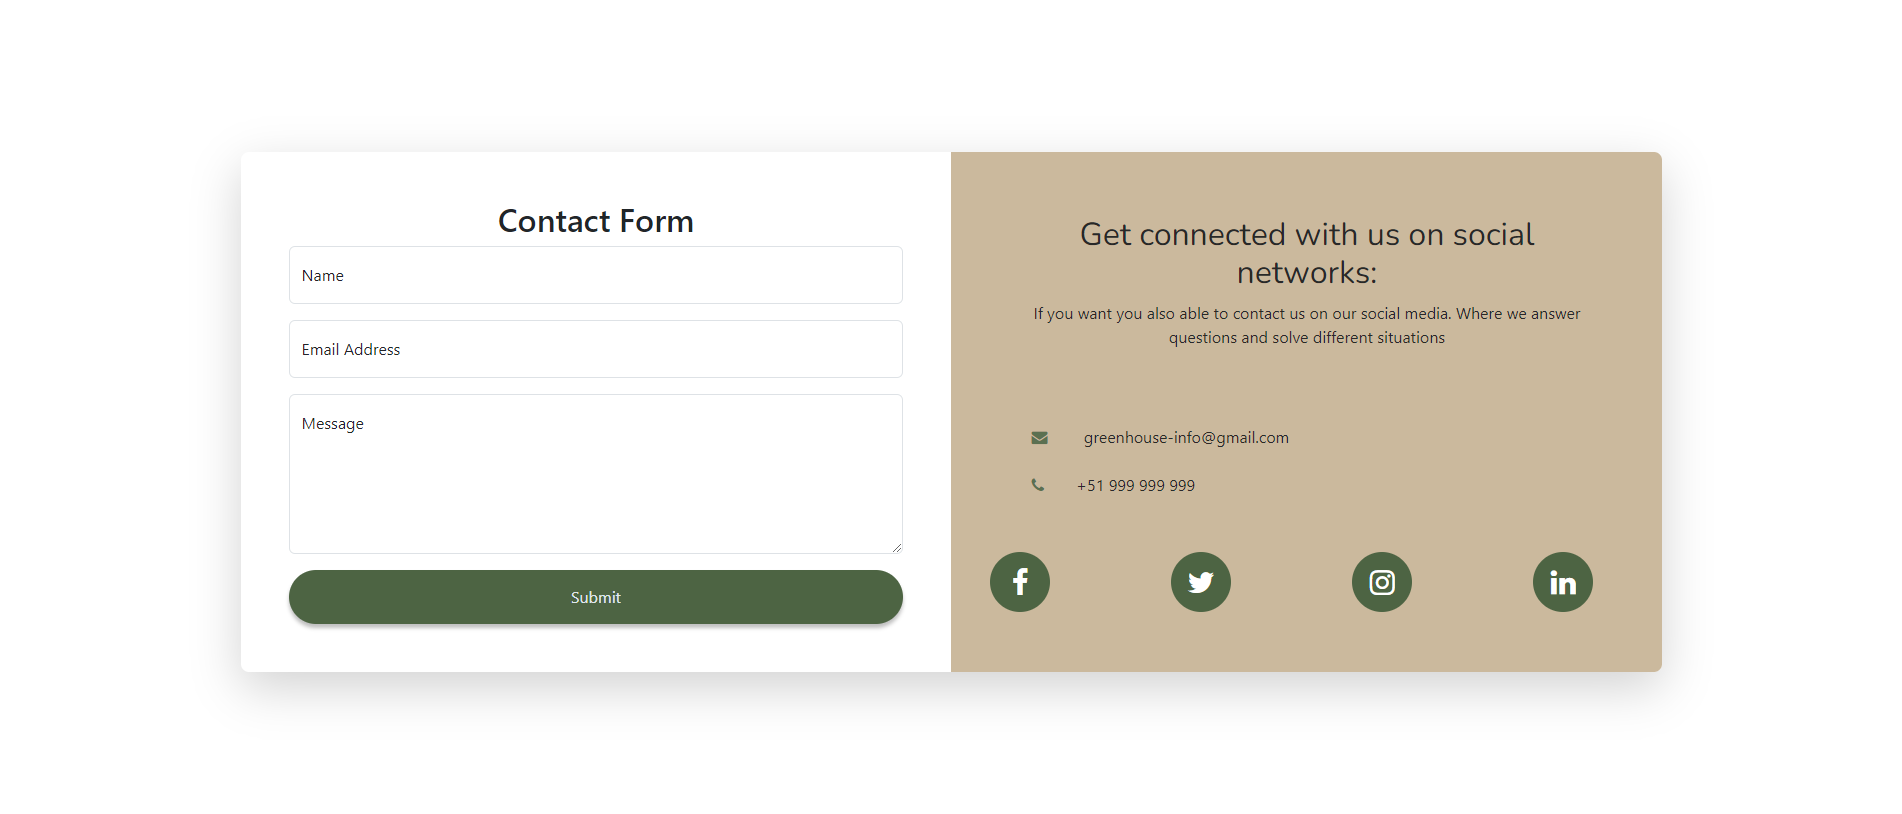 Contact Form
Name
Email Address
Message
Submit
Get connected with us on social
networks:
If you want you also able to contact us on our social media. Where we answer
questions and solve different situations
greenhouse-info@gmail.com
+51 999 999 999